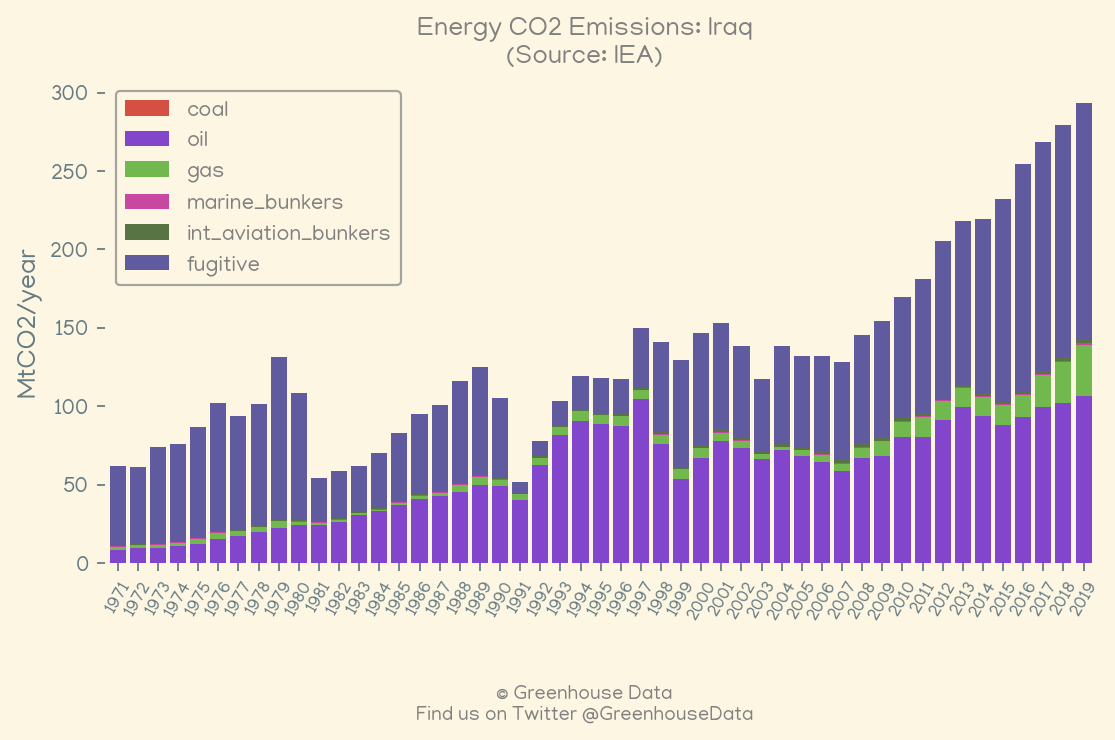 Energy CO2 Emissions: Iraq
(Source: IEA)
300
250
200
150
100
50
0
MtCO2/year
coal
oil
gas
marine_bunkers
int_aviation_bunkers
fugitive
1971 1972 1973 1974 1975 1976 1977 1978 1979 1980 1981 1982 1983 1984 1985 1986 1987 1988 1989 1990 1991 1992 1993 1994 1995 1996 1997 1998 1999 2000 2001 2002 2003 2004 2005 2006 2007 2008 2009 2010 2011 2012 2013 2014 2015 2016 2017 2018 2019
© Greenhouse Data
Find us on Twitter @GreenhouseData